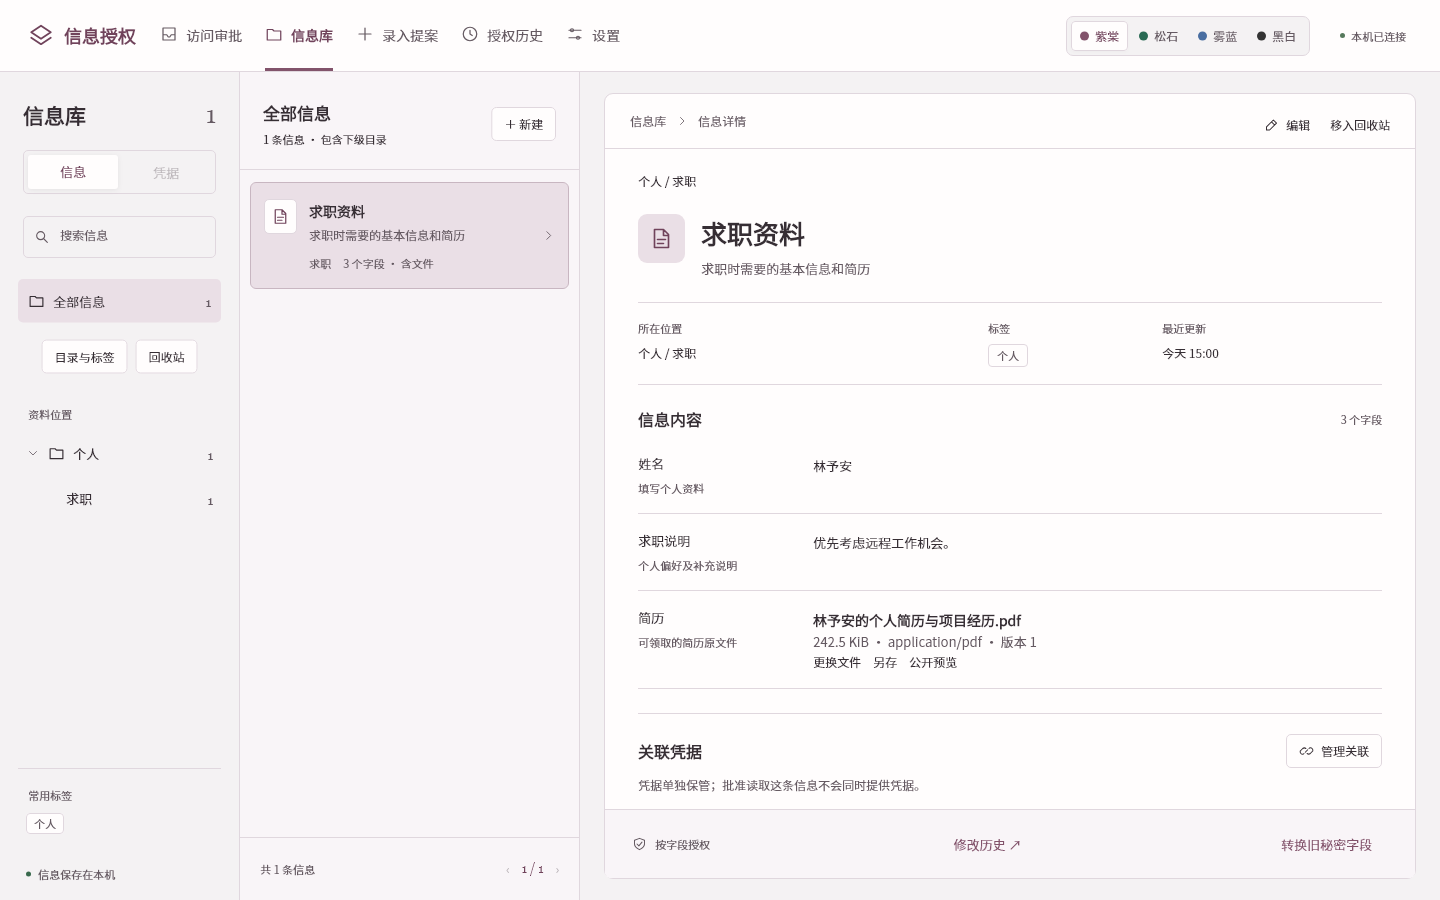 信息授权
访问审批
信息库
录入提案
授权历史
设置
紫棠
松石
雾蓝
黑白
本机已连接
信息库
1
信息
凭据
搜索信息
全部信息
1
目录与标签
回收站
资料位置
个人
1
求职
1
常用标签
个人
信息保存在本机
全部信息
1 条信息 · 包含下级目录
新建
求职资料
求职时需要的基本信息和简历
求职 3 个字段 · 含文件
共 1 条信息
‹ 1 / 1 ›
信息库 > 信息详情
编辑
移入回收站
个人 / 求职
求职资料
求职时需要的基本信息和简历
所在位置
个人 / 求职
标签
个人
最近更新
今天 15:00
信息内容
3 个字段
姓名
填写个人资料
林予安
求职说明
个人偏好及补充说明
优先考虑远程工作机会。
简历
可领取的简历原文件
林予安的个人简历与项目经历.pdf
242.5 KiB · application/pdf · 版本 1
更换文件 另存 公开预览
关联凭据
管理关联
凭据单独保管；批准读取这条信息不会同时提供凭据。
按字段授权
修改历史 ↗
转换旧秘密字段